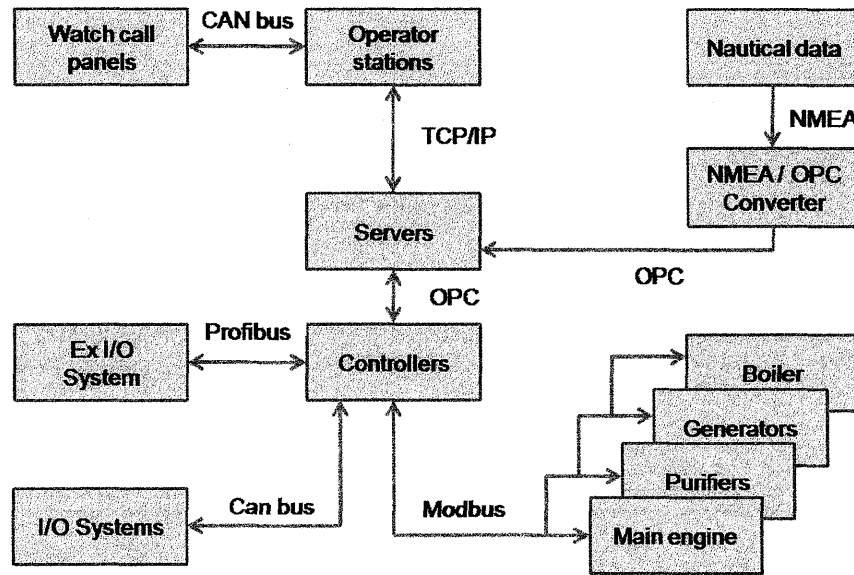 Watch call
panels
CAN bus
Operator
stations
Nautical data
TCP/IP
NMEA
NMEA / OPC
Converter
Servers
OPC
OPC
Ex I/O
System
Profibus
Controllers
Boiler
Generators
Purifiers
Main engine
I/O Systems
Can bus
Modbus